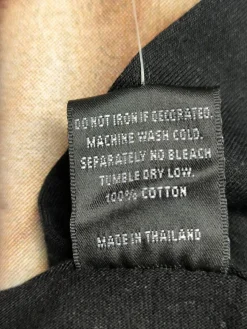 DO NOT IRON IF DECORATED.
MACHINE WASH COLD.
SEPARATELY NO BLEACH
TUMBLE DRY LOW.
100% COTTON
MADE IN THAILAND